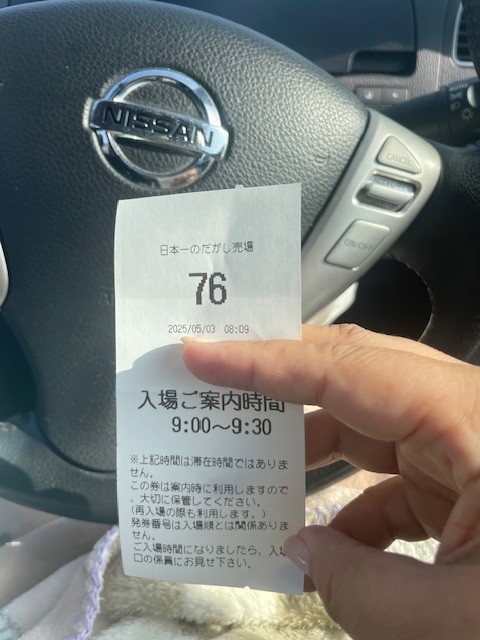 NISSAN
AUTO
CANCEL
ON/OFF
日本一のだがし売場
76
2025/05/03 08:09
入場ご案内時間
9:00～9:30
※上記時間は滞在時間ではありま
せん。
この券は案内時に利用しますので
、大切に保管してください。
(再入場の際も利用します。)
発券番号は入場順とは関係ありま
せん。
ご入場時間になりましたら、入場
口の係員にお見せ下さい。